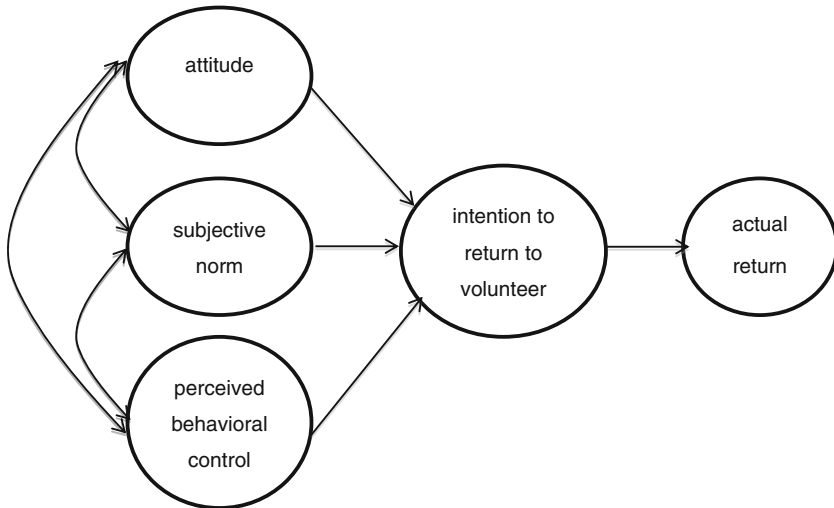 attitude
subjective
norm
perceived
behavioral
control
intention to
return to
volunteer
actual
return